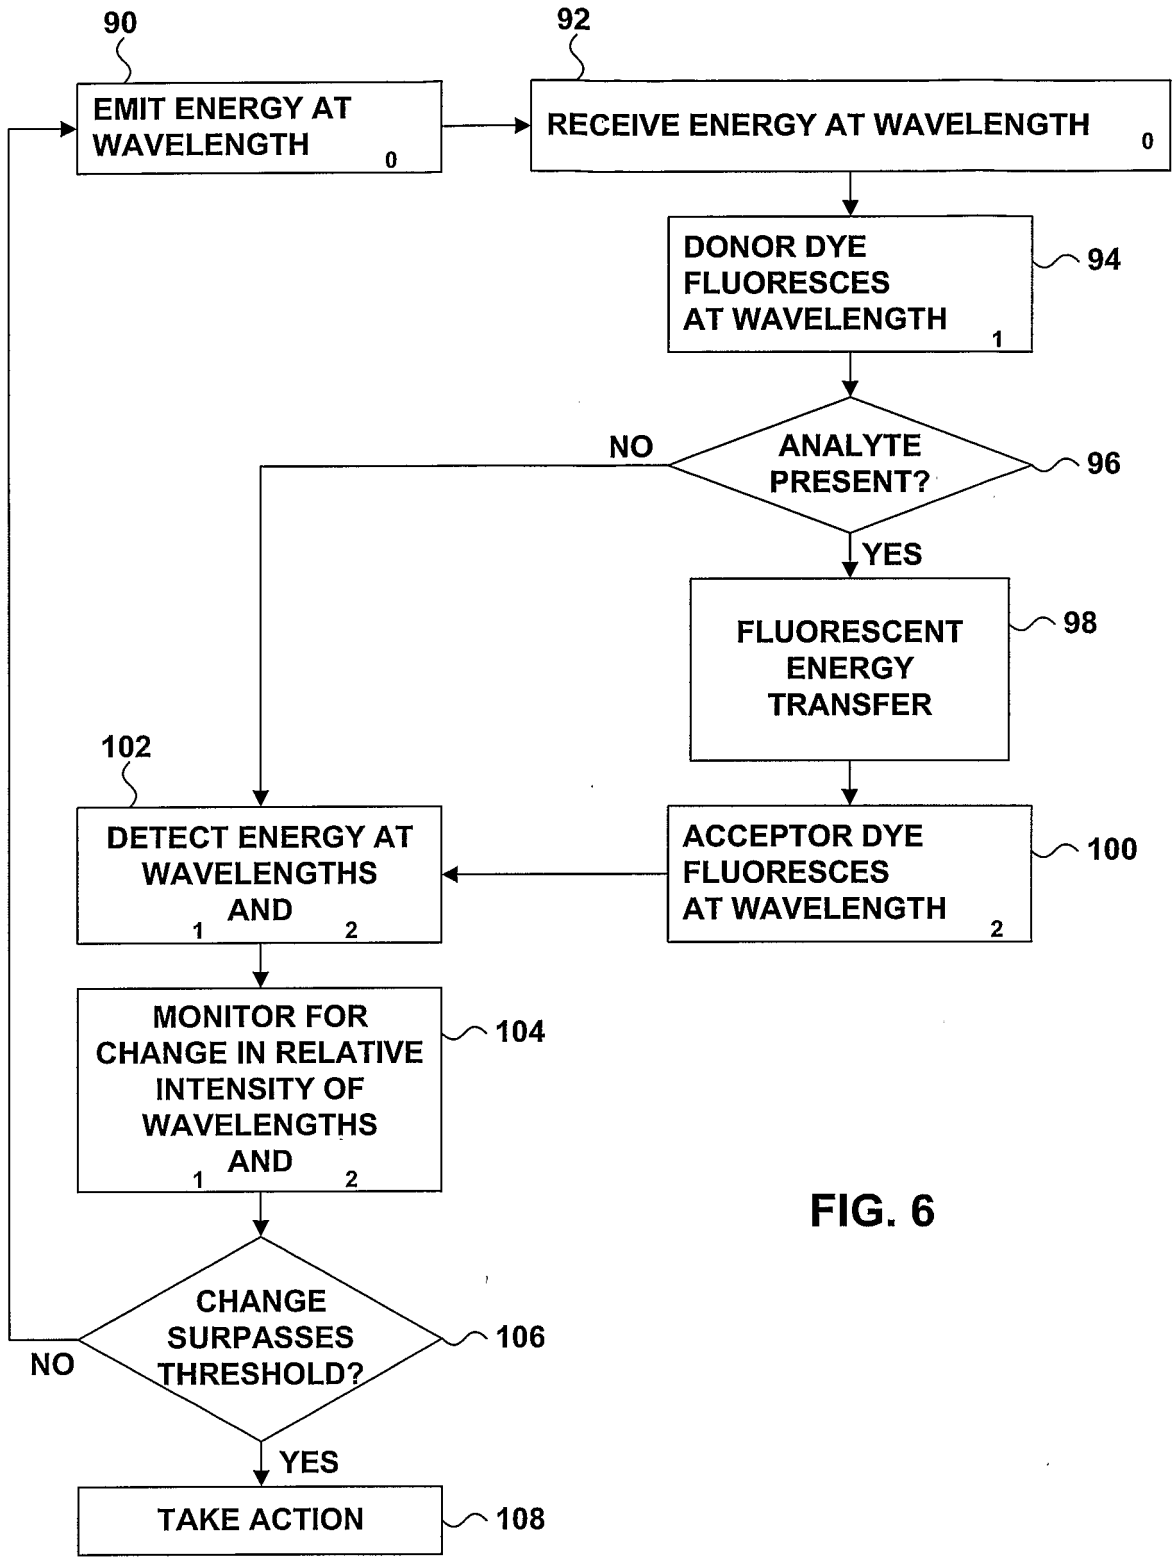 90
EMIT ENERGY AT
WAVELENGTH
0
92
RECEIVE ENERGY AT WAVELENGTH
0
DONOR DYE
FLUORESCES
AT WAVELENGTH
1
94
ANALYTE
PRESENT?
96
NO
YES
FLUORESCENT
ENERGY
TRANSFER
98
ACCEPTOR DYE
FLUORESCES
AT WAVELENGTH
2
100
102
DETECT ENERGY AT
WAVELENGTHS
AND
1 2
MONITOR FOR
CHANGE IN RELATIVE
INTENSITY OF
WAVELENGTHS
AND
1 2
104
CHANGE
SURPASSES
THRESHOLD?
106
NO
YES
TAKE ACTION
108
FIG. 6